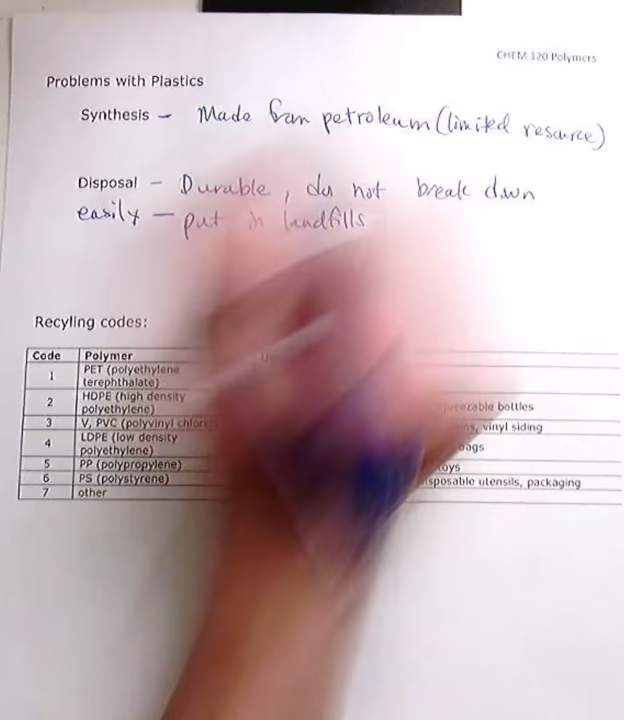 CHEM 120 Polymers
Problems with Plastics
Synthesis – Made from petroleum (limited resource)
Disposal – Durable, do not break down
easily – put in landfills
Recyling codes:
Code Polymer
1 PET (polyethylene
terephthalate)
2 HDPE (high density
polyethylene) bottles
3 V, PVC (polyvinyl vinyl siding
4 LDPE (low density
polyethylene) bags
5 PP (polypropylene) toys
6 PS (polystyrene) utensils, packaging
7 other